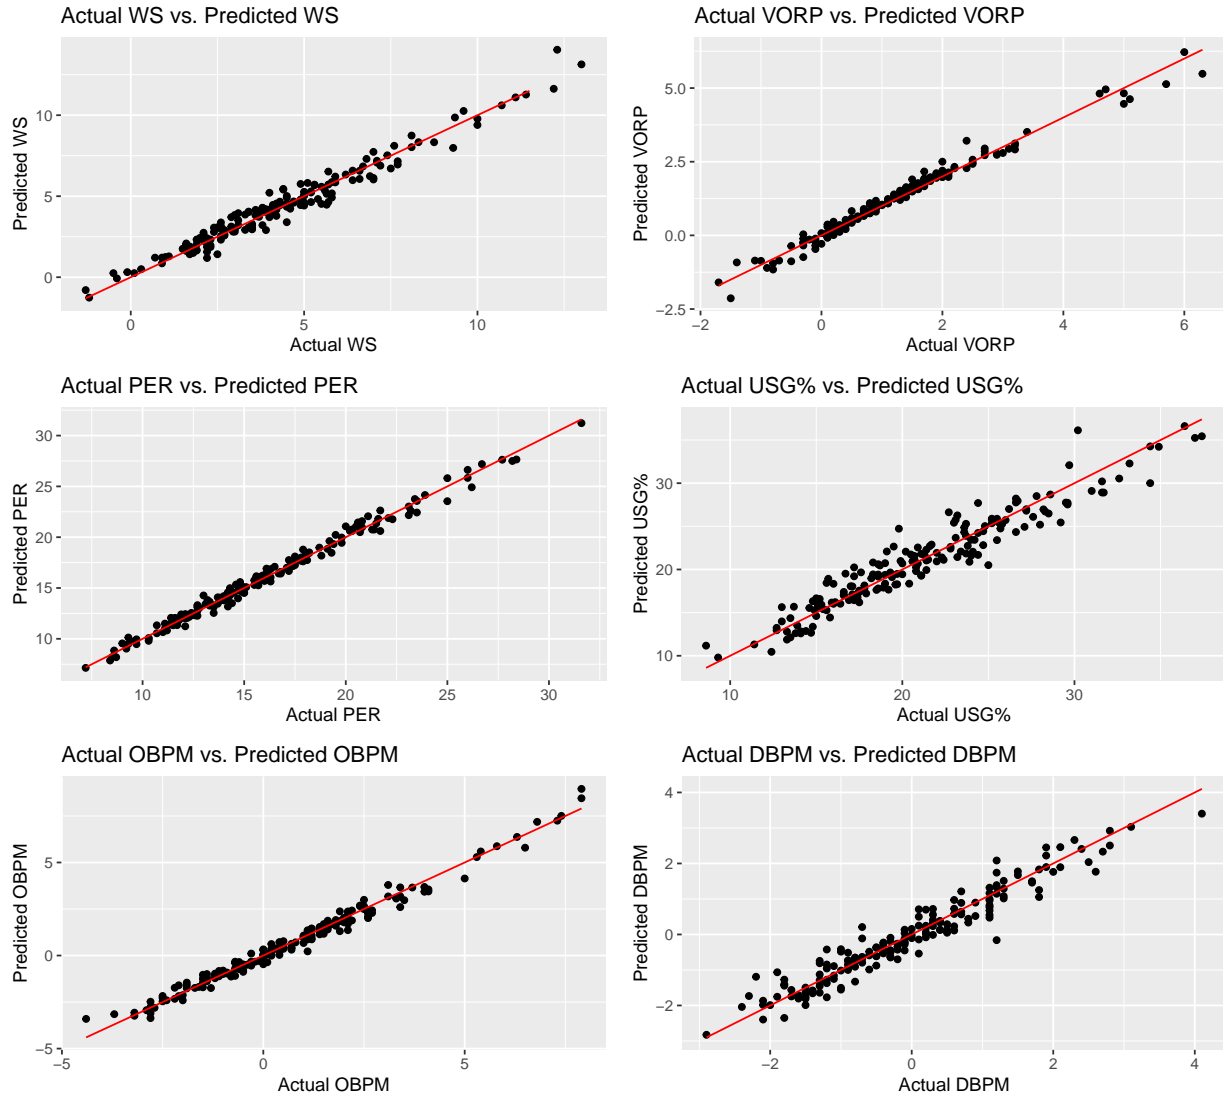 Actual WS vs. Predicted WS
Predicted WS
10
5
0
0
5
10
Actual WS
Actual VORP vs. Predicted VORP
Predicted VORP
5.0
2.5
0.0
−2.5
−2
0
2
4
6
Actual VORP
Actual PER vs. Predicted PER
Predicted PER
30
25
20
15
10
10
15
20
25
30
Actual PER
Actual USG% vs. Predicted USG%
Predicted USG%
30
20
10
10
20
30
Actual USG%
Actual OBPM vs. Predicted OBPM
Predicted OBPM
5
0
−5
−5
0
5
Actual OBPM
Actual DBPM vs. Predicted DBPM
Predicted DBPM
4
2
0
−2
−2
0
2
4
Actual DBPM